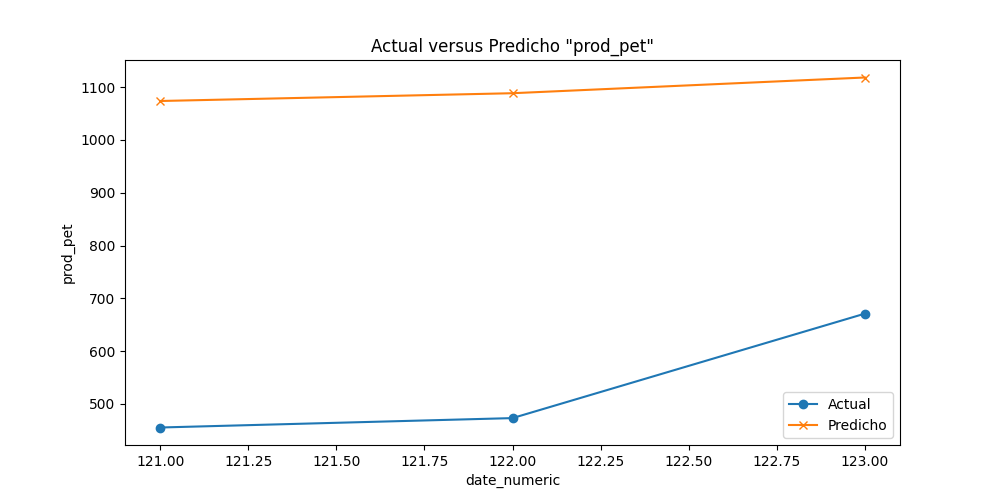 Actual versus Predicho "prod_pet"
1100
1000
900
800
700
600
500
prod_pet
121.00 121.25 121.50 121.75 122.00 122.25 122.50 122.75 123.00
date_numeric
Actual
Predicho